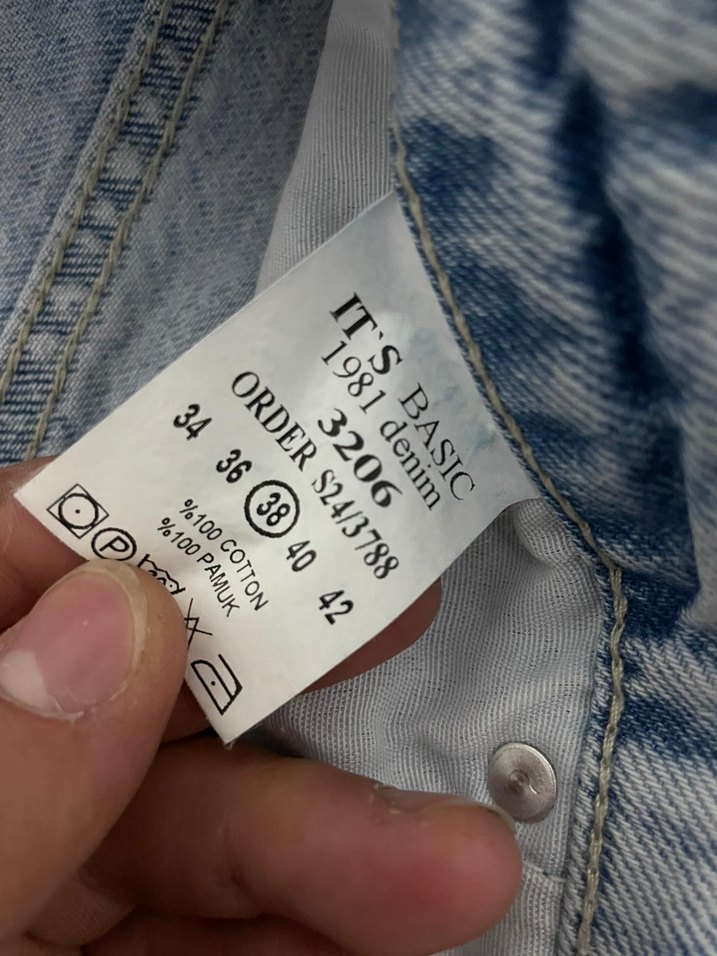 IT`S BASIC
1981 denim
3206
ORDER S24/3788
34 36 38 40 42
%100 COTTON
%100 PAMUK
P